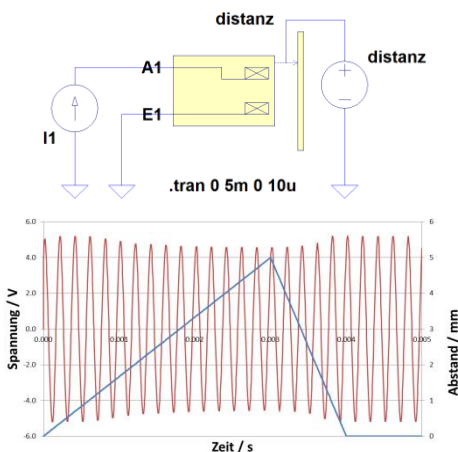 distanz
A1
distanz
+
E1
I1
.tran 0 5m 0 10u
6.0
6
4.0
5
2.0
4
0.0
0.000
0.001
0.002
0.003
0.004
0.005
3
-2.0
2
-4.0
1
-6.0
0
Spannung / V
Abstand / mm
Zeit / s